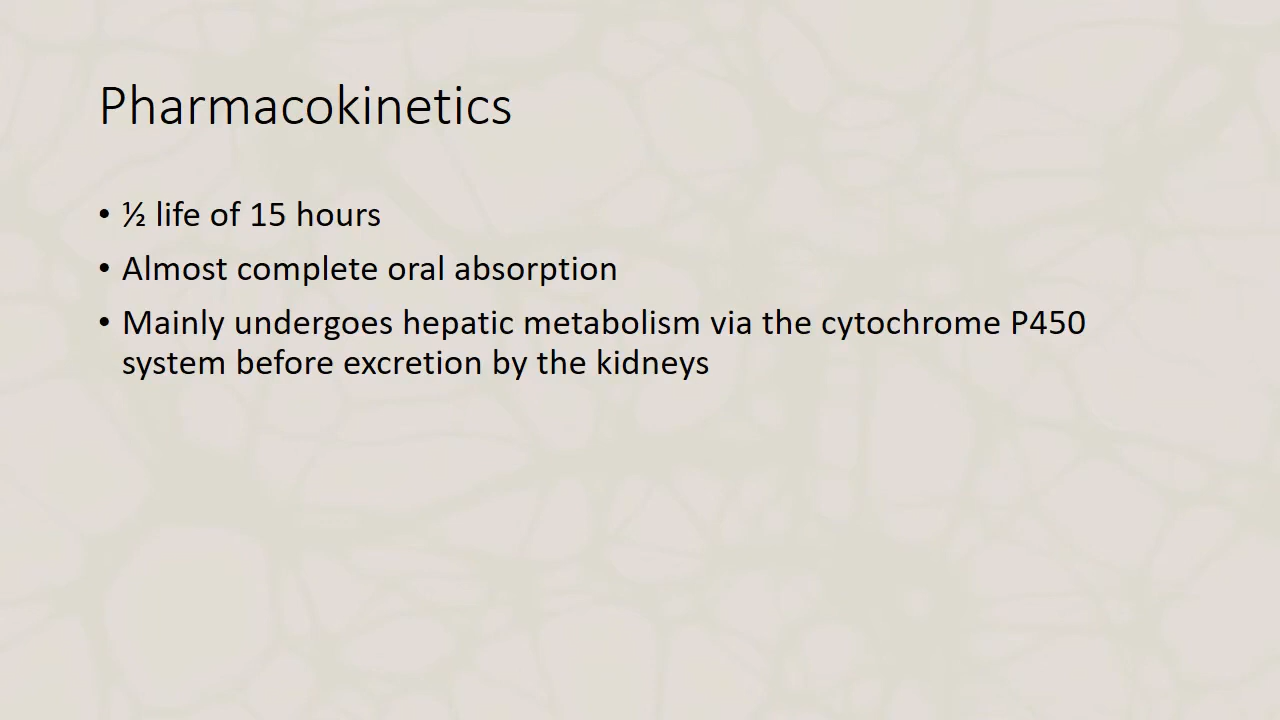 Pharmacokinetics
• ½ life of 15 hours
• Almost complete oral absorption
• Mainly undergoes hepatic metabolism via the cytochrome P450
system before excretion by the kidneys